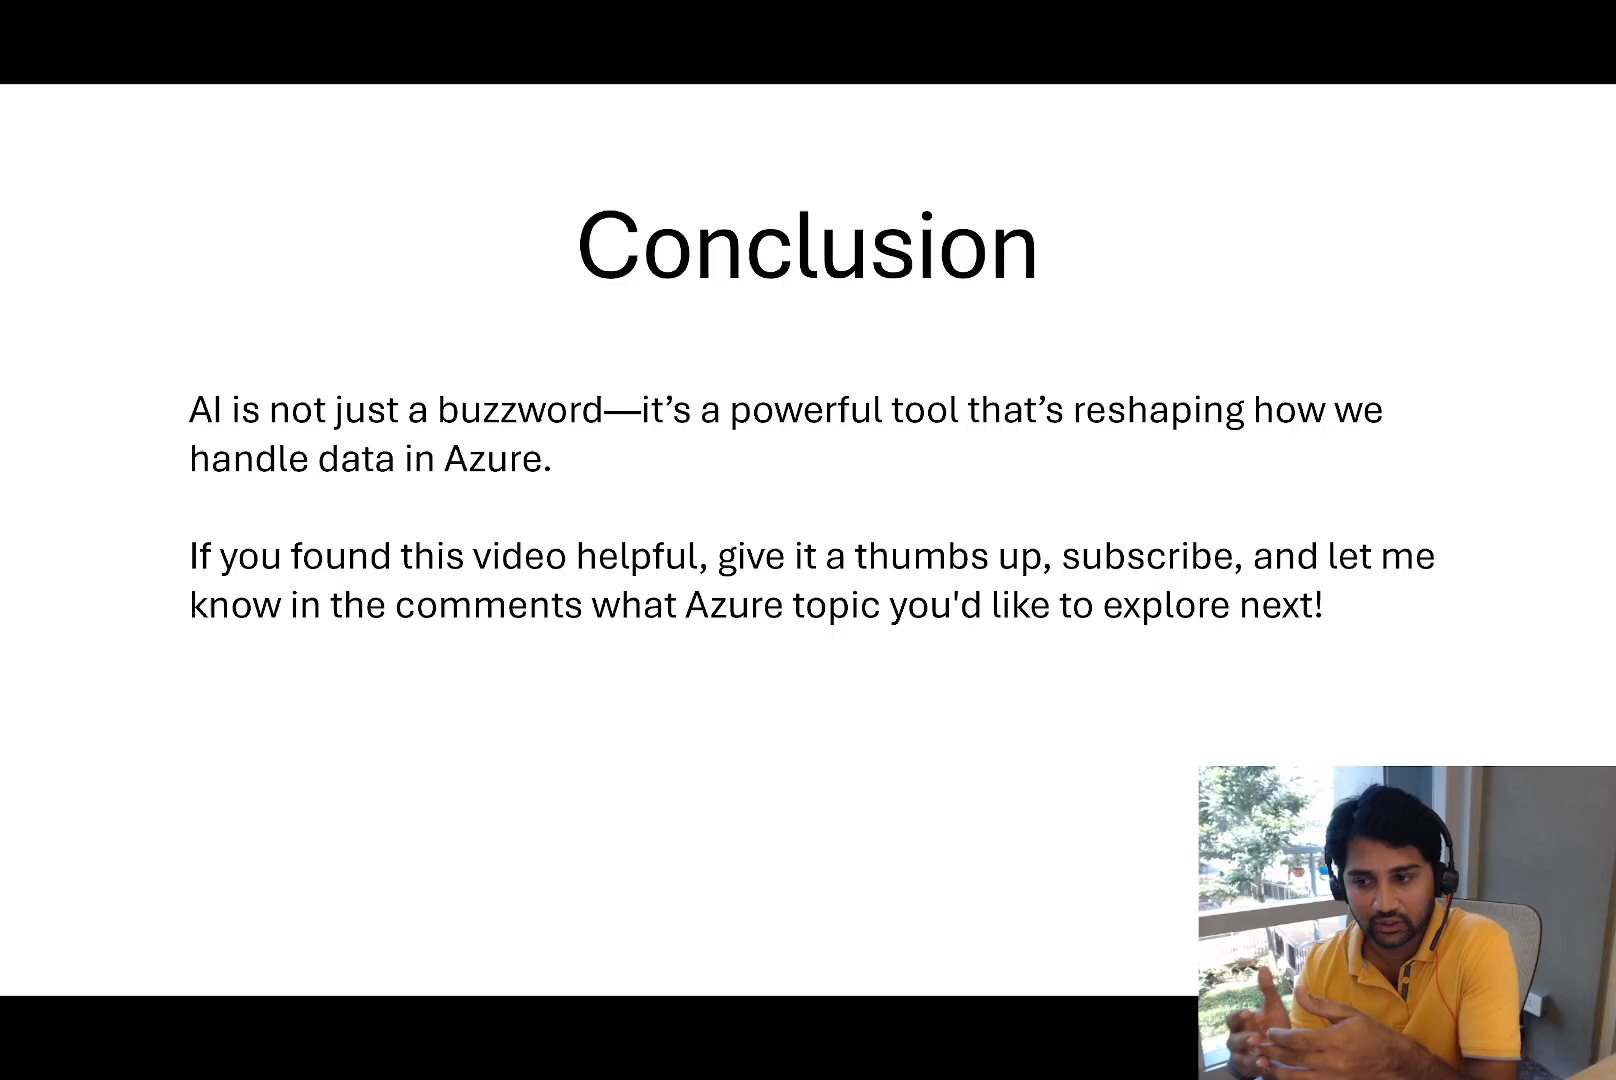 Conclusion
AI is not just a buzzword—it’s a powerful tool that’s reshaping how we
handle data in Azure.
If you found this video helpful, give it a thumbs up, subscribe, and let me
know in the comments what Azure topic you'd like to explore next!